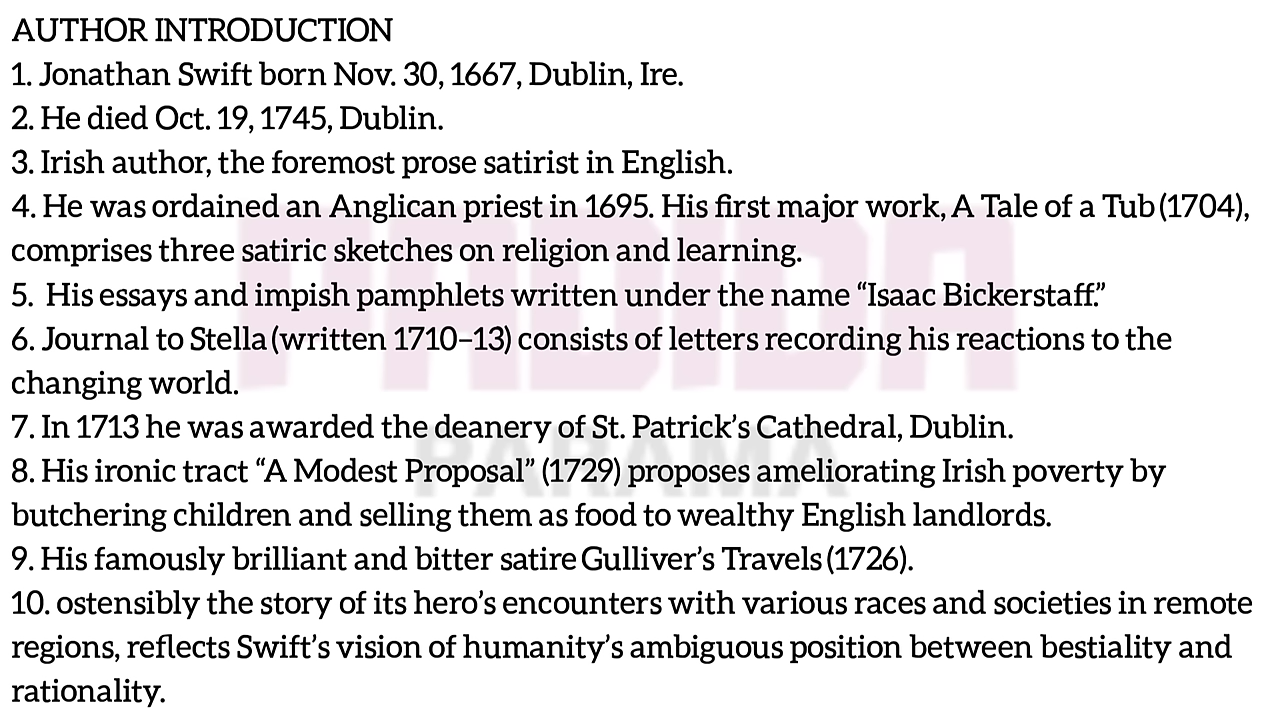 AUTHOR INTRODUCTION
1. Jonathan Swift born Nov. 30, 1667, Dublin, Ire.
2. He died Oct. 19, 1745, Dublin.
3. Irish author, the foremost prose satirist in English.
4. He was ordained an Anglican priest in 1695. His first major work, A Tale of a Tub (1704),
comprises three satiric sketches on religion and learning.
5.  His essays and impish pamphlets written under the name “Isaac Bickerstaff.”
6. Journal to Stella (written 1710–13) consists of letters recording his reactions to the
changing world.
7. In 1713 he was awarded the deanery of St. Patrick’s Cathedral, Dublin.
8. His ironic tract “A Modest Proposal” (1729) proposes ameliorating Irish poverty by
butchering children and selling them as food to wealthy English landlords.
9. His famously brilliant and bitter satire Gulliver’s Travels (1726).
10. ostensibly the story of its hero’s encounters with various races and societies in remote
regions, reflects Swift’s vision of humanity’s ambiguous position between bestiality and
rationality.
PADIDA
PARAMA